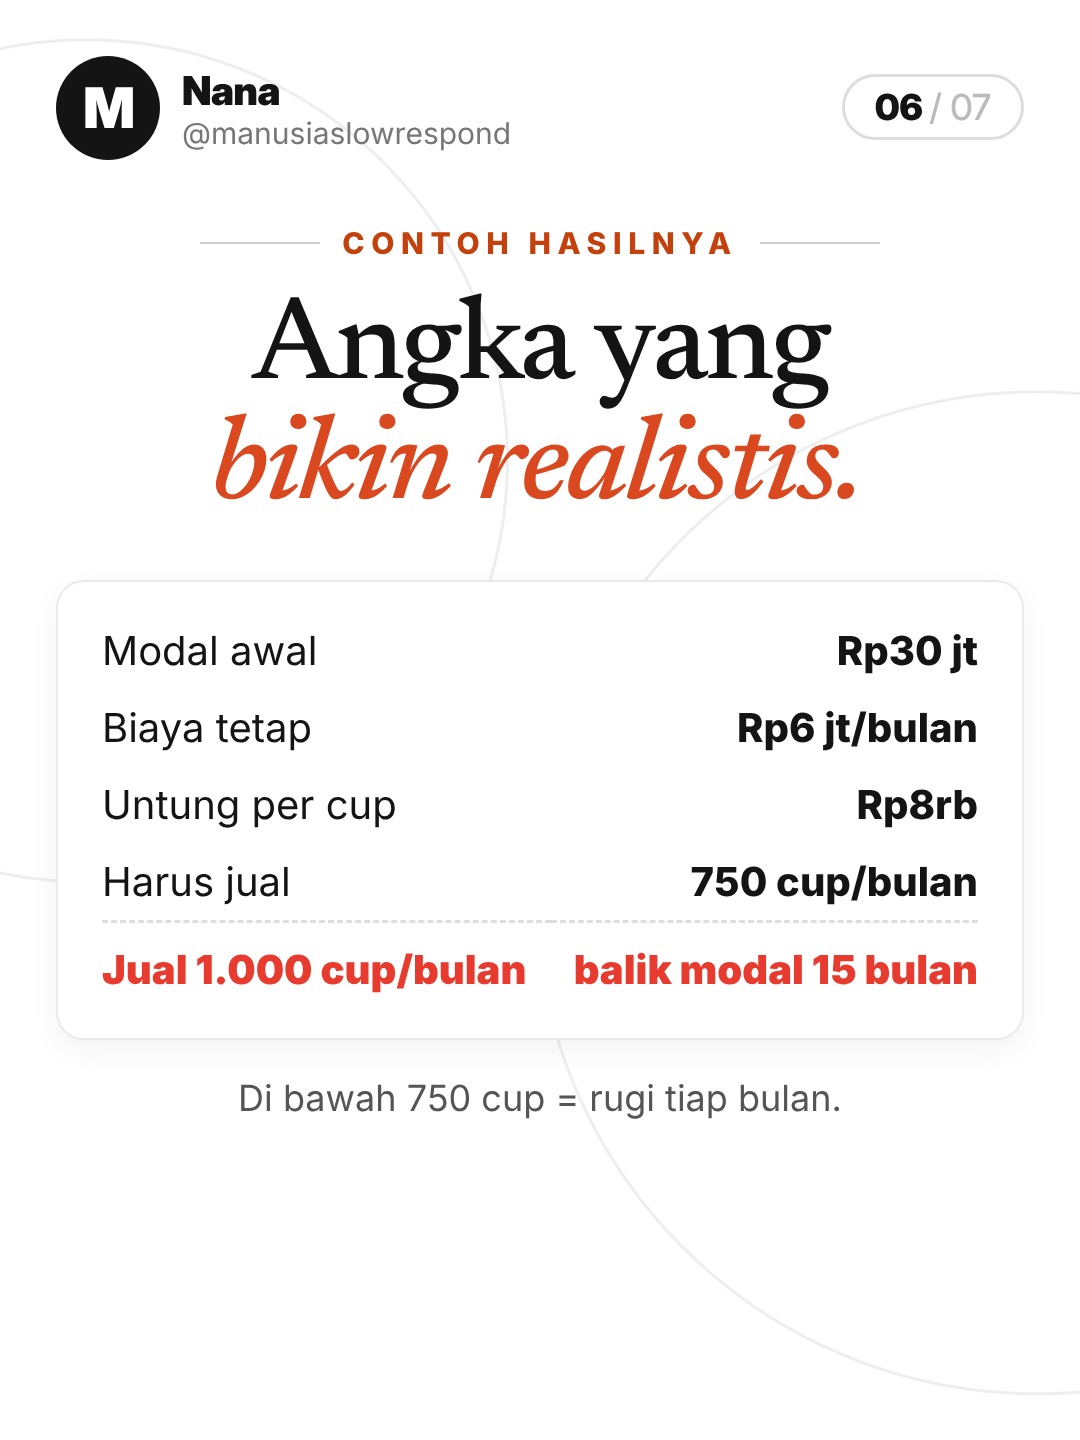 M
Nana
@manusiaslowrespond
06 / 07
CONTOH HASILNYA
Angka yang
bikin realistis.
Modal awal Rp30 jt
Biaya tetap Rp6 jt/bulan
Untung per cup Rp8rb
Harus jual 750 cup/bulan
Jual 1.000 cup/bulan balik modal 15 bulan
Di bawah 750 cup = rugi tiap bulan.